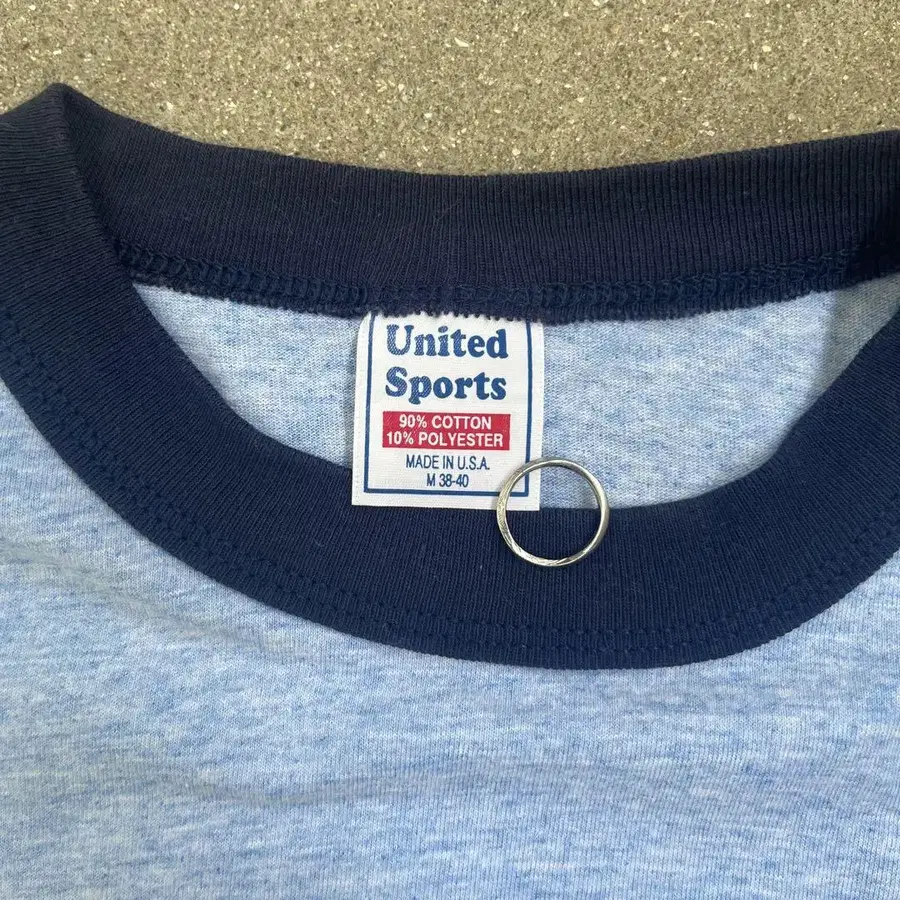 United
Sports
90% COTTON
10% POLYESTER
MADE IN U.S.A.
M 38-40